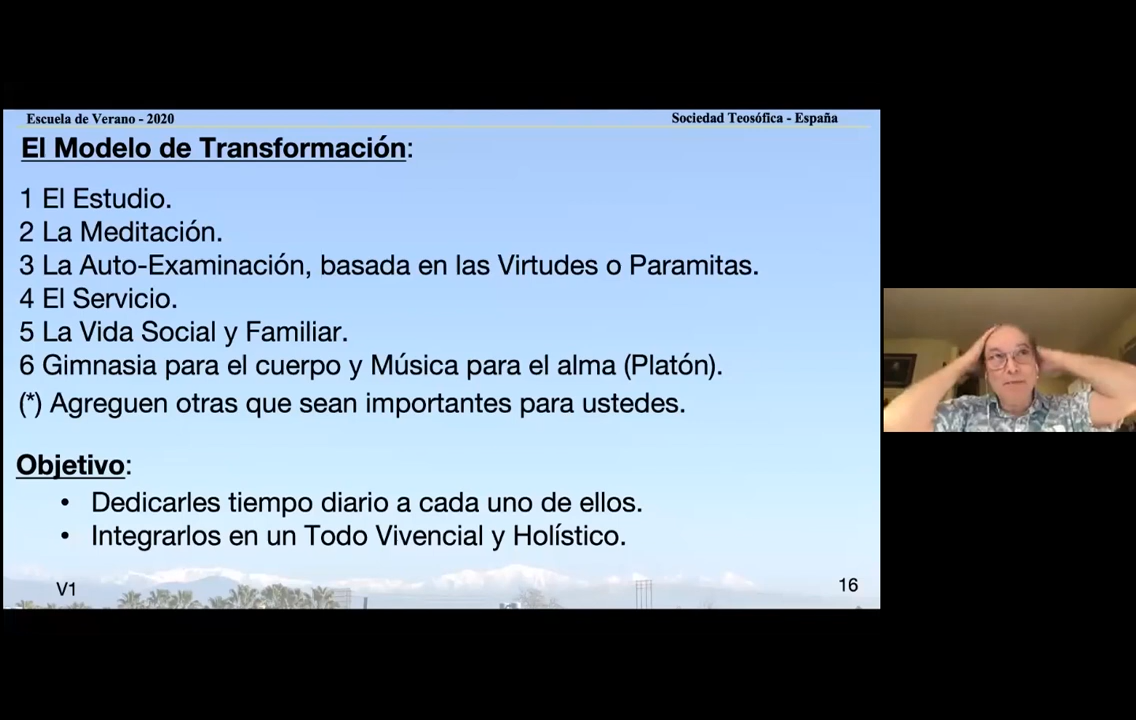 Escuela de Verano - 2020
Sociedad Teosófica - España
El Modelo de Transformación:
1 El Estudio.
2 La Meditación.
3 La Auto-Examinación, basada en las Virtudes o Paramitas.
4 El Servicio.
5 La Vida Social y Familiar.
6 Gimnasia para el cuerpo y Música para el alma (Platón).
(*) Agreguen otras que sean importantes para ustedes.
Objetivo:
• Dedicarles tiempo diario a cada uno de ellos.
• Integrarlos en un Todo Vivencial y Holístico.
V1
16